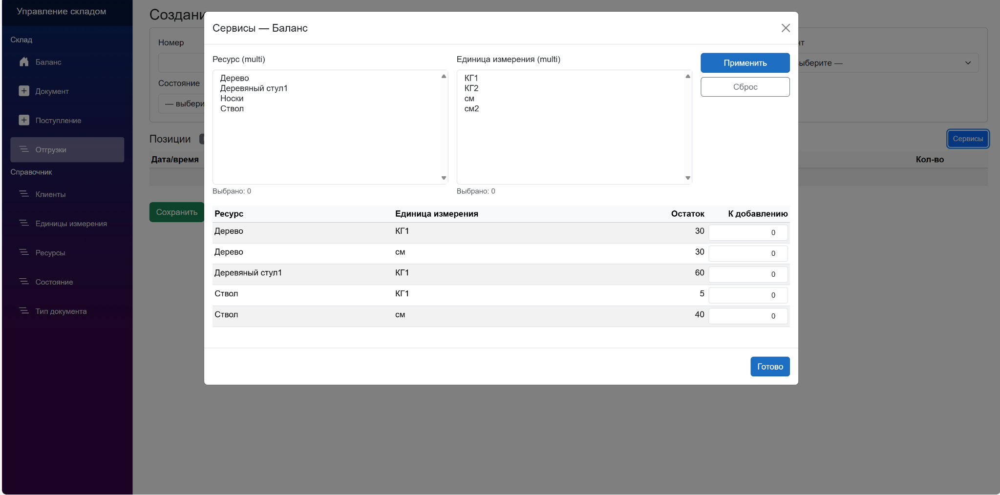 Управление складом
Склад
Баланс
Документ
Поступление
Отгрузки
Справочник
Клиенты
Единицы измерения
Ресурсы
Состояние
Тип документа
Номер
Состояние
Позиции
Сервисы
Дата/время
Кол-во
Сохранить
Сервисы — Баланс
Ресурс (multi)
Единица измерения (multi)
Применить
Сброс
Дерево
Деревяный стул1
Носки
Ствол
КГ1
КГ2
см
см2
Выбрано: 0
Выбрано: 0
Ресурс Единица измерения Остаток К добавлению
Дерево КГ1 30 0
Дерево см 30 0
Деревяный стул1 КГ1 60 0
Ствол КГ1 5 0
Ствол см 40 0
Готово